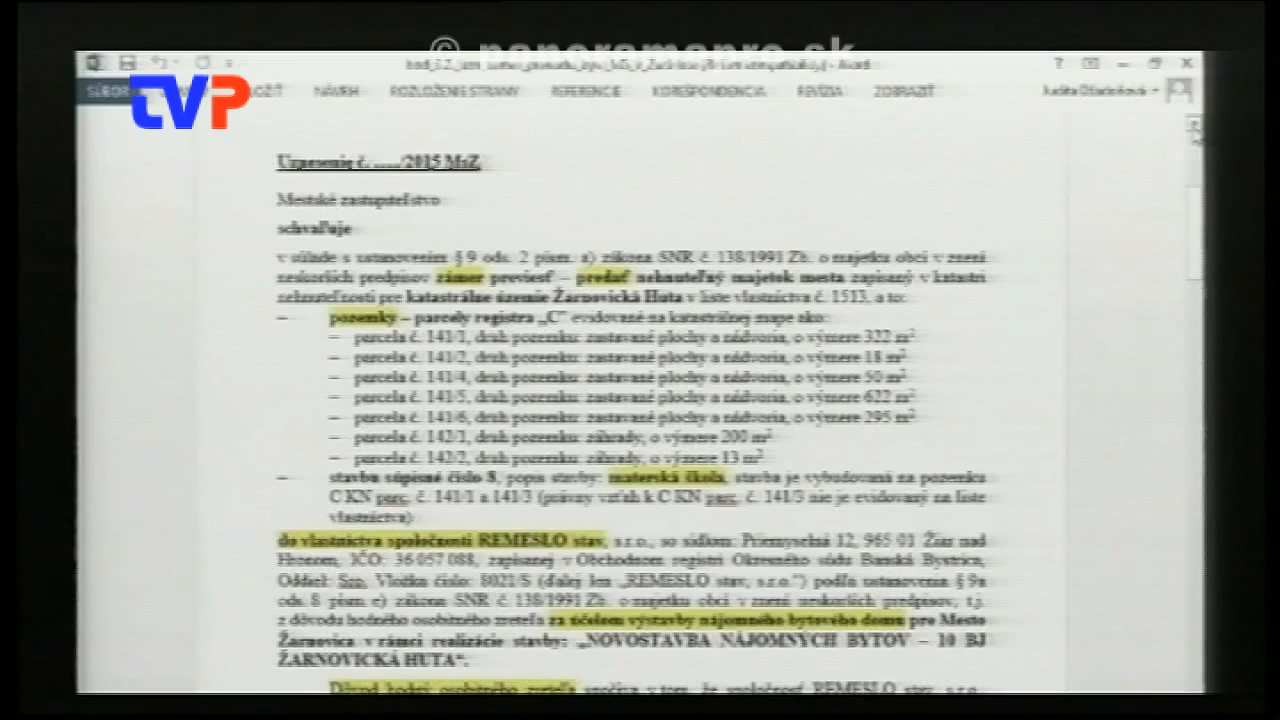 © panoramapro.sk
TVP
SÚBOR
NÁVRH ROZLOŽENIE STRANY REFERENCIE KOREŠPONDENCIA REVÍZIA ZOBRAZIŤ
Uznesenie č. ...../2015 MsZ
Mestské zastupiteľstvo
schvaľuje
v súlade s ustanovením § 9 ods. 2 písm. a) zákona SNR č. 138/1991 Zb. o majetku obcí v znení
neskorších predpisov zámer previesť – predať nehnuteľný majetok mesta zapísaný v katastri
nehnuteľností pre katastrálne územie Žarnovická Huta v liste vlastníctva č. 1513, a to:
– pozemky – parcely registra „C“ evidované na katastrálnej mape ako:
– parcela č. 141/1, druh pozemku: zastavané plochy a nádvoria, o výmere 322 m²
– parcela č. 141/2, druh pozemku: zastavané plochy a nádvoria, o výmere 18 m²
– parcela č. 141/4, druh pozemku: zastavané plochy a nádvoria, o výmere 50 m²
– parcela č. 141/5, druh pozemku: zastavané plochy a nádvoria, o výmere 622 m²
– parcela č. 141/6, druh pozemku: zastavané plochy a nádvoria, o výmere 295 m²
– parcela č. 142/1, druh pozemku: záhrady, o výmere 200 m²
– parcela č. 142/2, druh pozemku: záhrady, o výmere 13 m²
– stavbu súpisné číslo 8, popis stavby: materská škola, stavba je vybudovaná na pozemku
C KN parc. č. 141/1 a 141/3 (právny vzťah k C KN parc. č. 141/3 nie je evidovaný na liste
vlastníctva)
do vlastníctva spoločnosti REMESLO stav, s.r.o., so sídlom: Priemyselná 12, 965 01 Žiar nad
Hronom, IČO: 36 057 088, zapísanej v Obchodnom registri Okresného súdu Banská Bystrica,
Oddiel: Sro, Vložka číslo: 8021/S (ďalej len „REMESLO stav, s.r.o.“) podľa ustanovenia § 9a
ods. 8 písm. e) zákona SNR č. 138/1991 Zb. o majetku obcí v znení neskorších predpisov, t.j.
z dôvodu hodného osobitného zreteľa za účelom výstavby nájomného bytového domu pre Mesto
Žarnovica v rámci realizácie stavby: „NOVOSTAVBA NÁJOMNÝCH BYTOV – 10 BJ
ŽARNOVICKÁ HUTA“.
Dôvod hodný osobitného zreteľa spočíva v tom, že spoločnosť REMESLO stav, s.r.o.,